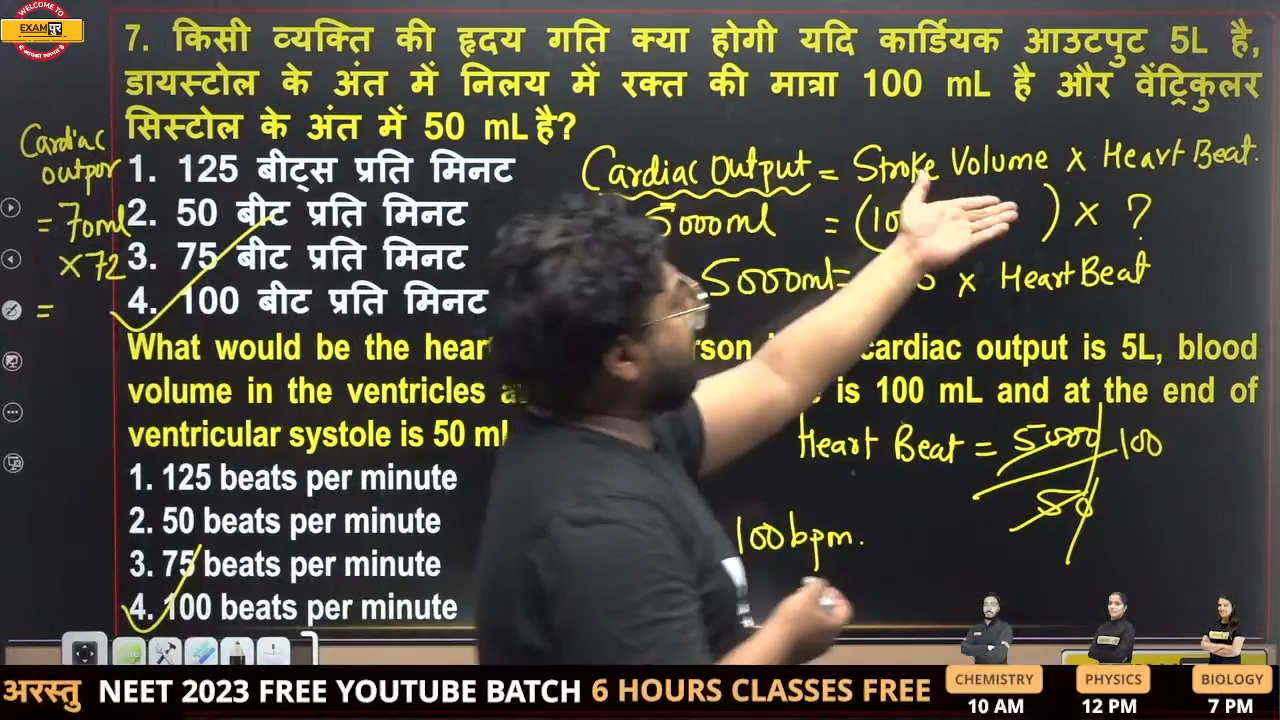 WELCOME TO
EXAMपुर
7. किसी व्यक्ति की हृदय गति क्या होगी यदि कार्डियक आउटपुट 5L है,
डायस्टोल के अंत में निलय में रक्त की मात्रा 100 mL है और वेंट्रिकुलर
सिस्टोल के अंत में 50 mL है?
1. 125 बीट्स प्रति मिनट
2. 50 बीट प्रति मिनट
3. 75 बीट प्रति मिनट
4. 100 बीट प्रति मिनट
Cardiac
outpor
= 70ml
×72
=
Cardiac Output = Stroke Volume × Heart Beat.
5000ml = (10 ) × ?
5000ml = × Heart Beat
What would be the hear cardiac output is 5L, blood
volume in the ventricles is 100 mL and at the end of
ventricular systole is 50
1. 125 beats per minute
2. 50 beats per minute
3. 75 beats per minute
4. 100 beats per minute
Heart Beat = 5000 100
50
100bpm.
अरस्तु NEET 2023 FREE YOUTUBE BATCH 6 HOURS CLASSES FREE
CHEMISTRY
10 AM
PHYSICS
12 PM
BIOLOGY
7 PM